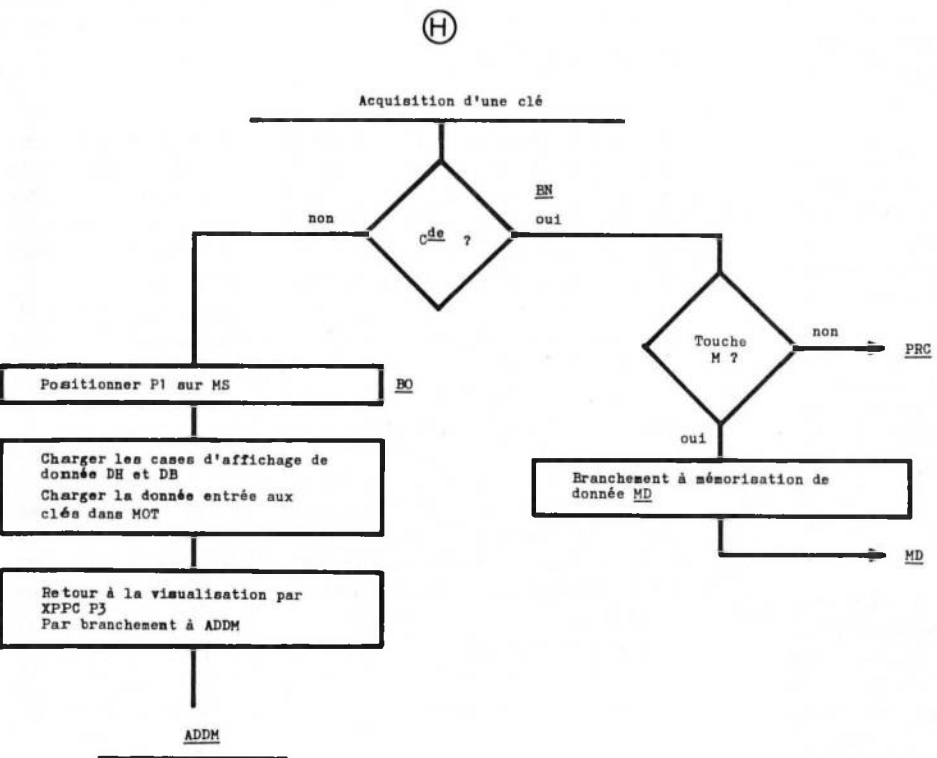 H
Acquisition d'une clé
BN
non
oui
Cde ?
Touche
M ?
non
PRC
Positionner P1 sur MS
BO
oui
Charger les cases d'affichage de
donnée DH et DB
Charger la donnée entrée aux
clés dans MOT
Branchement à mémorisation de
donnée MD
MD
Retour à la visualisation par
XPPC P3
Par branchement à ADDM
ADDM